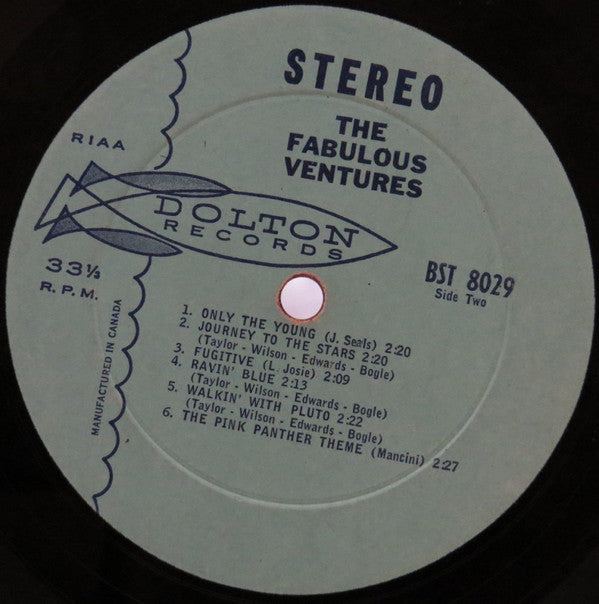 STEREO
THE
FABULOUS
VENTURES
RIAA
DOLTON
RECORDS
33⅓
R.P.M.
BST 8029
Side Two
MANUFACTURED IN CANADA
1. ONLY THE YOUNG (J. Seals) 2:20
2. JOURNEY TO THE STARS 2:20
(Taylor - Wilson - Edwards - Bogle)
3. FUGITIVE (L. Josie) 2:09
4. RAVIN' BLUE 2:13
(Taylor - Wilson - Edwards - Bogle)
5. WALKIN' WITH PLUTO 2:22
(Taylor - Wilson - Edwards - Bogle)
6. THE PINK PANTHER THEME (Mancini) 2:27